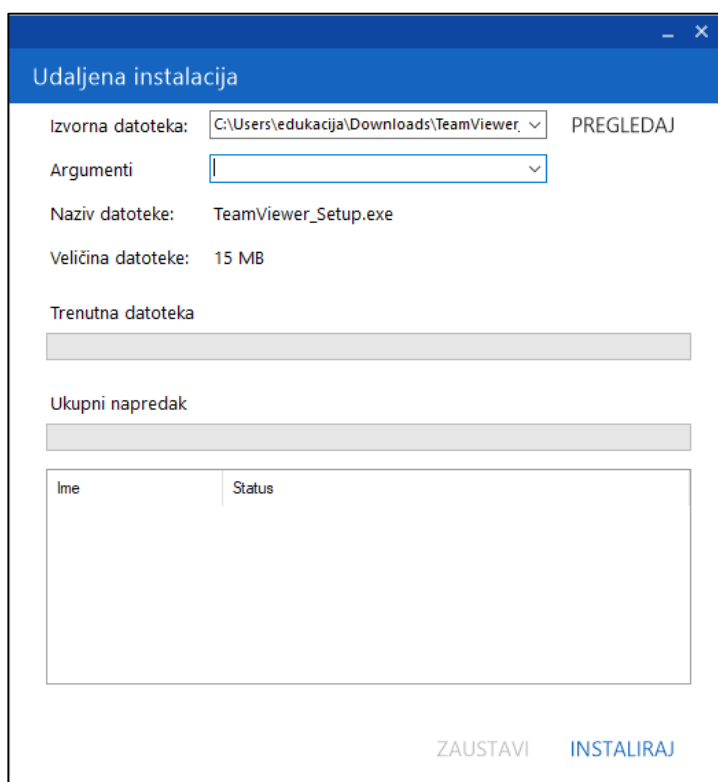 Udaljena instalacija
Izvorna datoteka: C:\Users\edukacija\Downloads\TeamViewer_ PREGLEDAJ
Argumenti
Naziv datoteke: TeamViewer_Setup.exe
Veličina datoteke: 15 MB
Trenutna datoteka
Ukupni napredak
Ime Status
ZAUSTAVI INSTALIRAJ